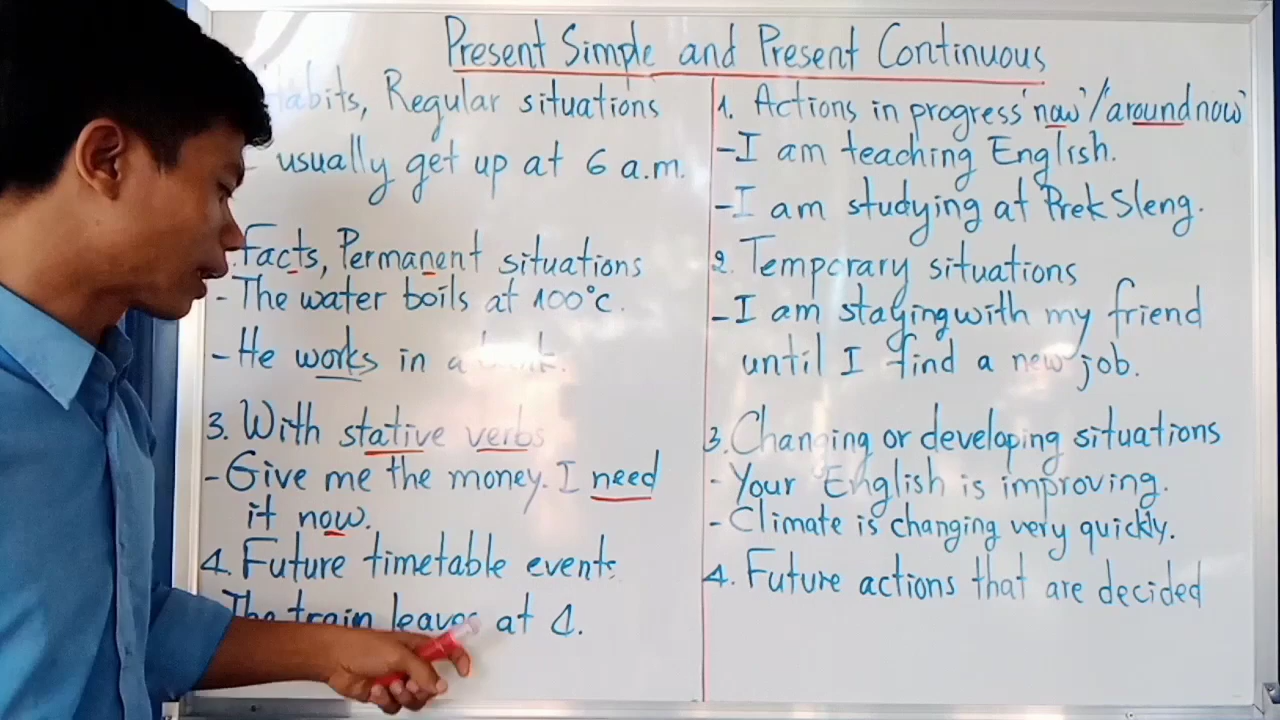 Present Simple and Present Continuous
Habits, Regular situations
- usually get up at 6 a.m.
Facts, Permanent situations
- The water boils at 100°c.
- He works in a
3. With stative verbs
- Give me the money. I need
it now.
4. Future timetable events
The train leaves at 4.
1. Actions in progress "now"/"around now"
- I am teaching English.
- I am studying at Prek Sleng.
2. Temporary situations
- I am staying with my friend
until I find a new job.
3. Changing or developing situations
- Your English is improving.
- Climate is changing very quickly.
4. Future actions that are decided